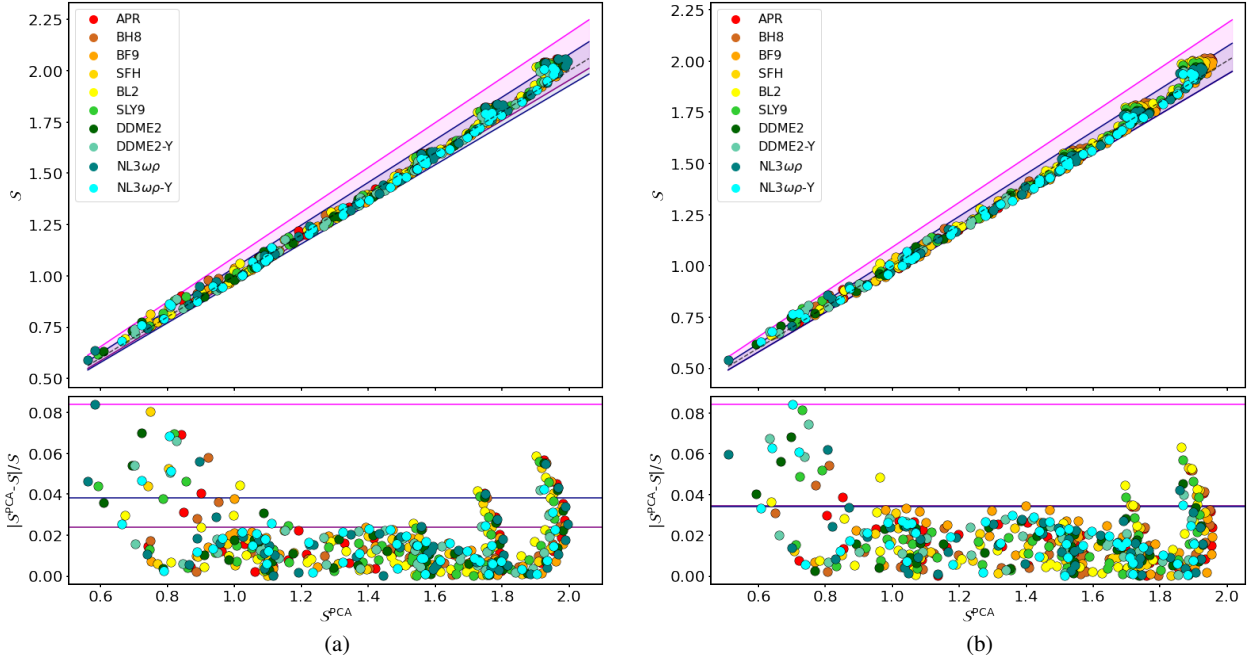 2.25
2.00
1.75
1.50
1.25
1.00
0.75
0.50
S
APR
BH8
BF9
SFH
BL2
SLY9
DDME2
DDME2-Y
NL3ωρ
NL3ωρ-Y
0.08
0.06
0.04
0.02
0.00
|S^PCA - S|/S
0.6 0.8 1.0 1.2 1.4 1.6 1.8 2.0
S^PCA
(a)
2.25
2.00
1.75
1.50
1.25
1.00
0.75
0.50
S
APR
BH8
BF9
SFH
BL2
SLY9
DDME2
DDME2-Y
NL3ωρ
NL3ωρ-Y
0.08
0.06
0.04
0.02
0.00
|S^PCA - S|/S
0.6 0.8 1.0 1.2 1.4 1.6 1.8 2.0
S^PCA
(b)